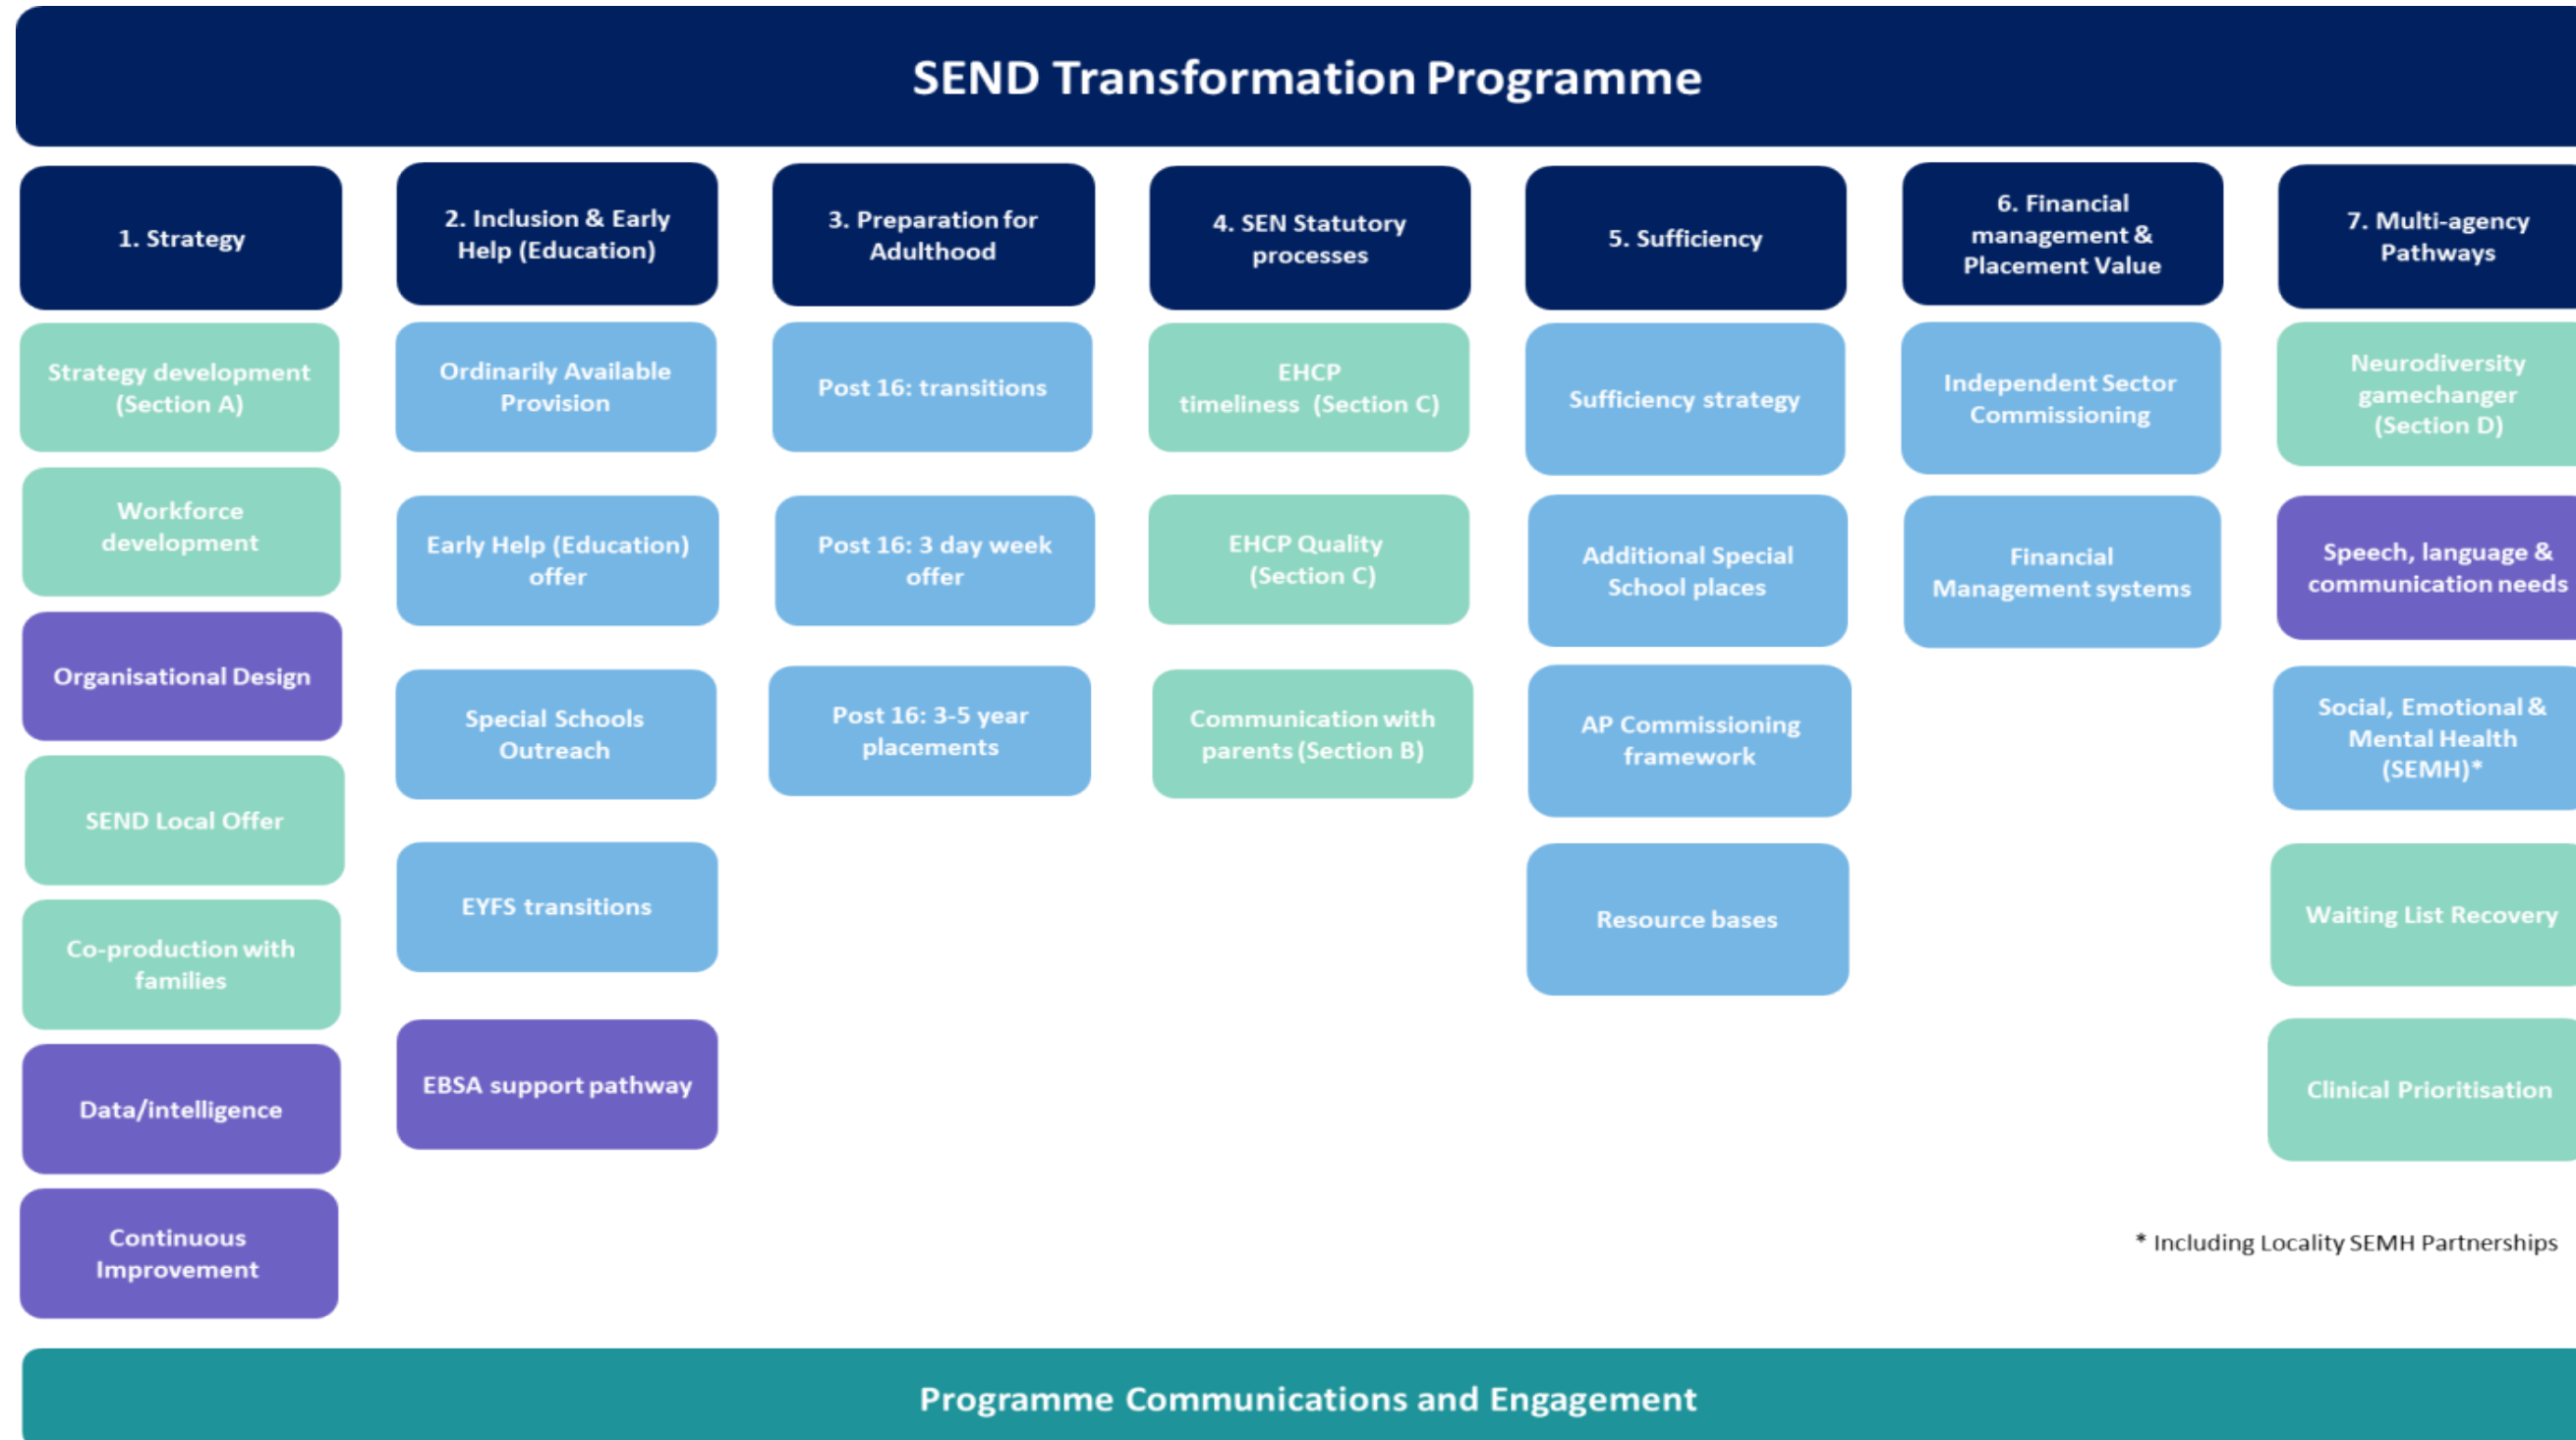 SEND Transformation Programme
1. Strategy
2. Inclusion & Early
Help (Education)
3. Preparation for
Adulthood
4. SEN Statutory
processes
5. Sufficiency
6. Financial
management &
Placement Value
7. Multi-agency
Pathways
Strategy development
(Section A)
Workforce
development
Organisational Design
SEND Local Offer
Co-production with
families
Data/intelligence
Continuous
Improvement
Ordinarily Available
Provision
Early Help (Education)
offer
Special Schools
Outreach
EYFS transitions
EBSA support pathway
Post 16: transitions
Post 16: 3 day week
offer
Post 16: 3-5 year
placements
EHCP
timeliness (Section C)
EHCP Quality
(Section C)
Communication with
parents (Section B)
Sufficiency strategy
Additional Special
School places
AP Commissioning
framework
Resource bases
Independent Sector
Commissioning
Financial
Management systems
Neurodiversity
gamechanger
(Section D)
Speech, language &
communication needs
Social, Emotional &
Mental Health
(SEMH)*
Waiting List Recovery
Clinical Prioritisation
* Including Locality SEMH Partnerships
Programme Communications and Engagement